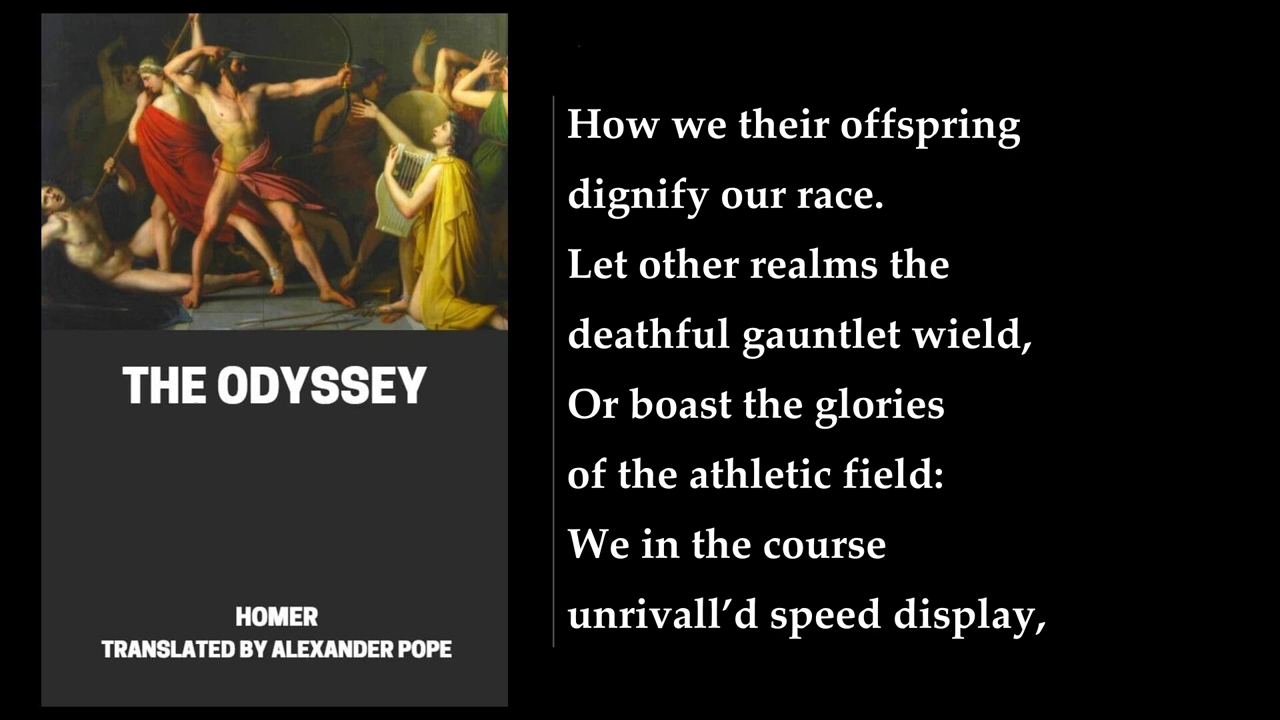 THE ODYSSEY
HOMER
TRANSLATED BY ALEXANDER POPE
How we their offspring
dignify our race.
Let other realms the
deathful gauntlet wield,
Or boast the glories
of the athletic field:
We in the course
unrivall’d speed display,